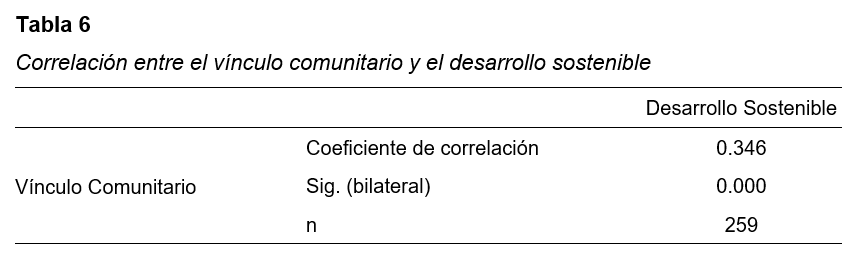 Tabla 6
Correlación entre el vínculo comunitario y el desarrollo sostenible
Desarrollo Sostenible
Coeficiente de correlación 0.346
Vínculo Comunitario Sig. (bilateral) 0.000
n 259